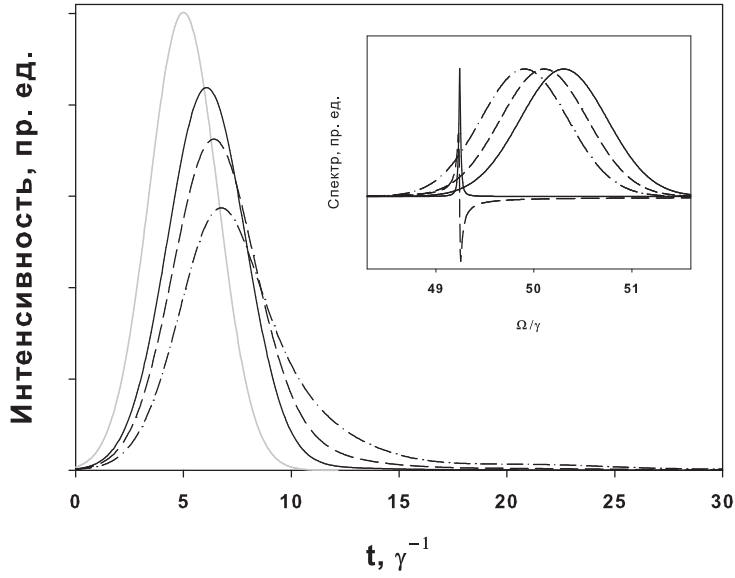 Интенсивность, пр. ед.
Спектр, пр. ед.
49 50 51
Ω/γ
0 5 10 15 20 25 30
t, γ⁻¹